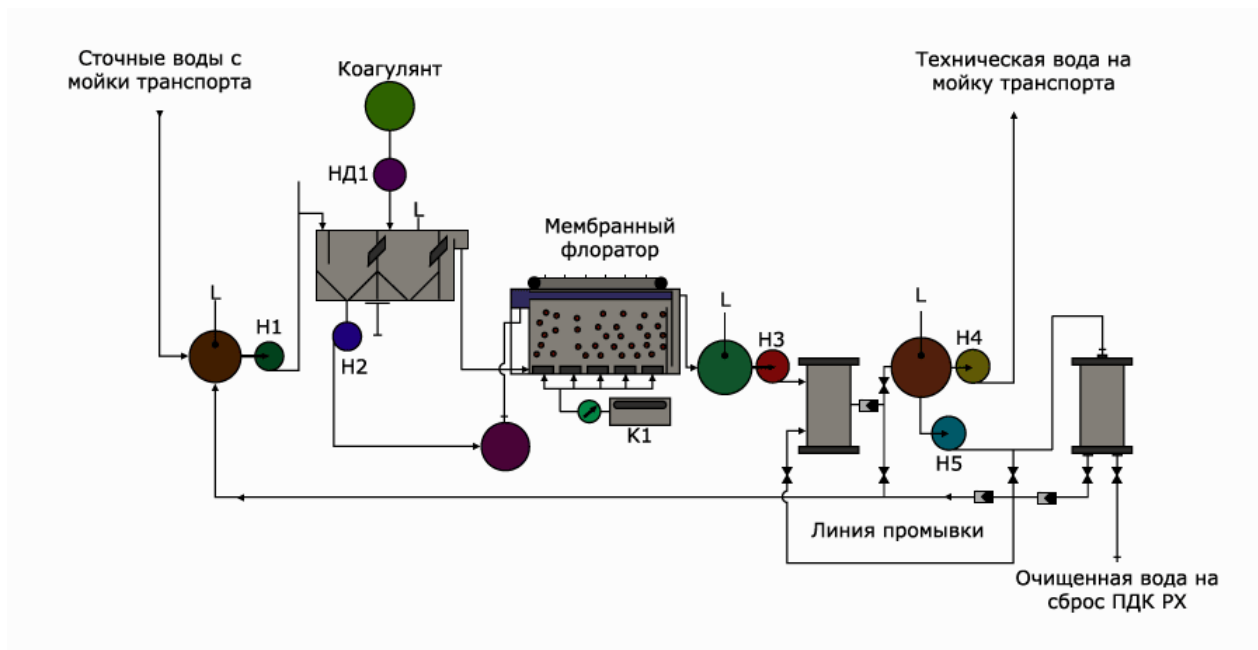 Сточные воды с
мойки транспорта
Коагулянт
Техническая вода на
мойку транспорта
НД1
L
Мембранный
флоратор
L
Н1
L
Н3
L
Н4
Н2
К1
Н5
Линия промывки
Очищенная вода на
сброс ПДК РХ